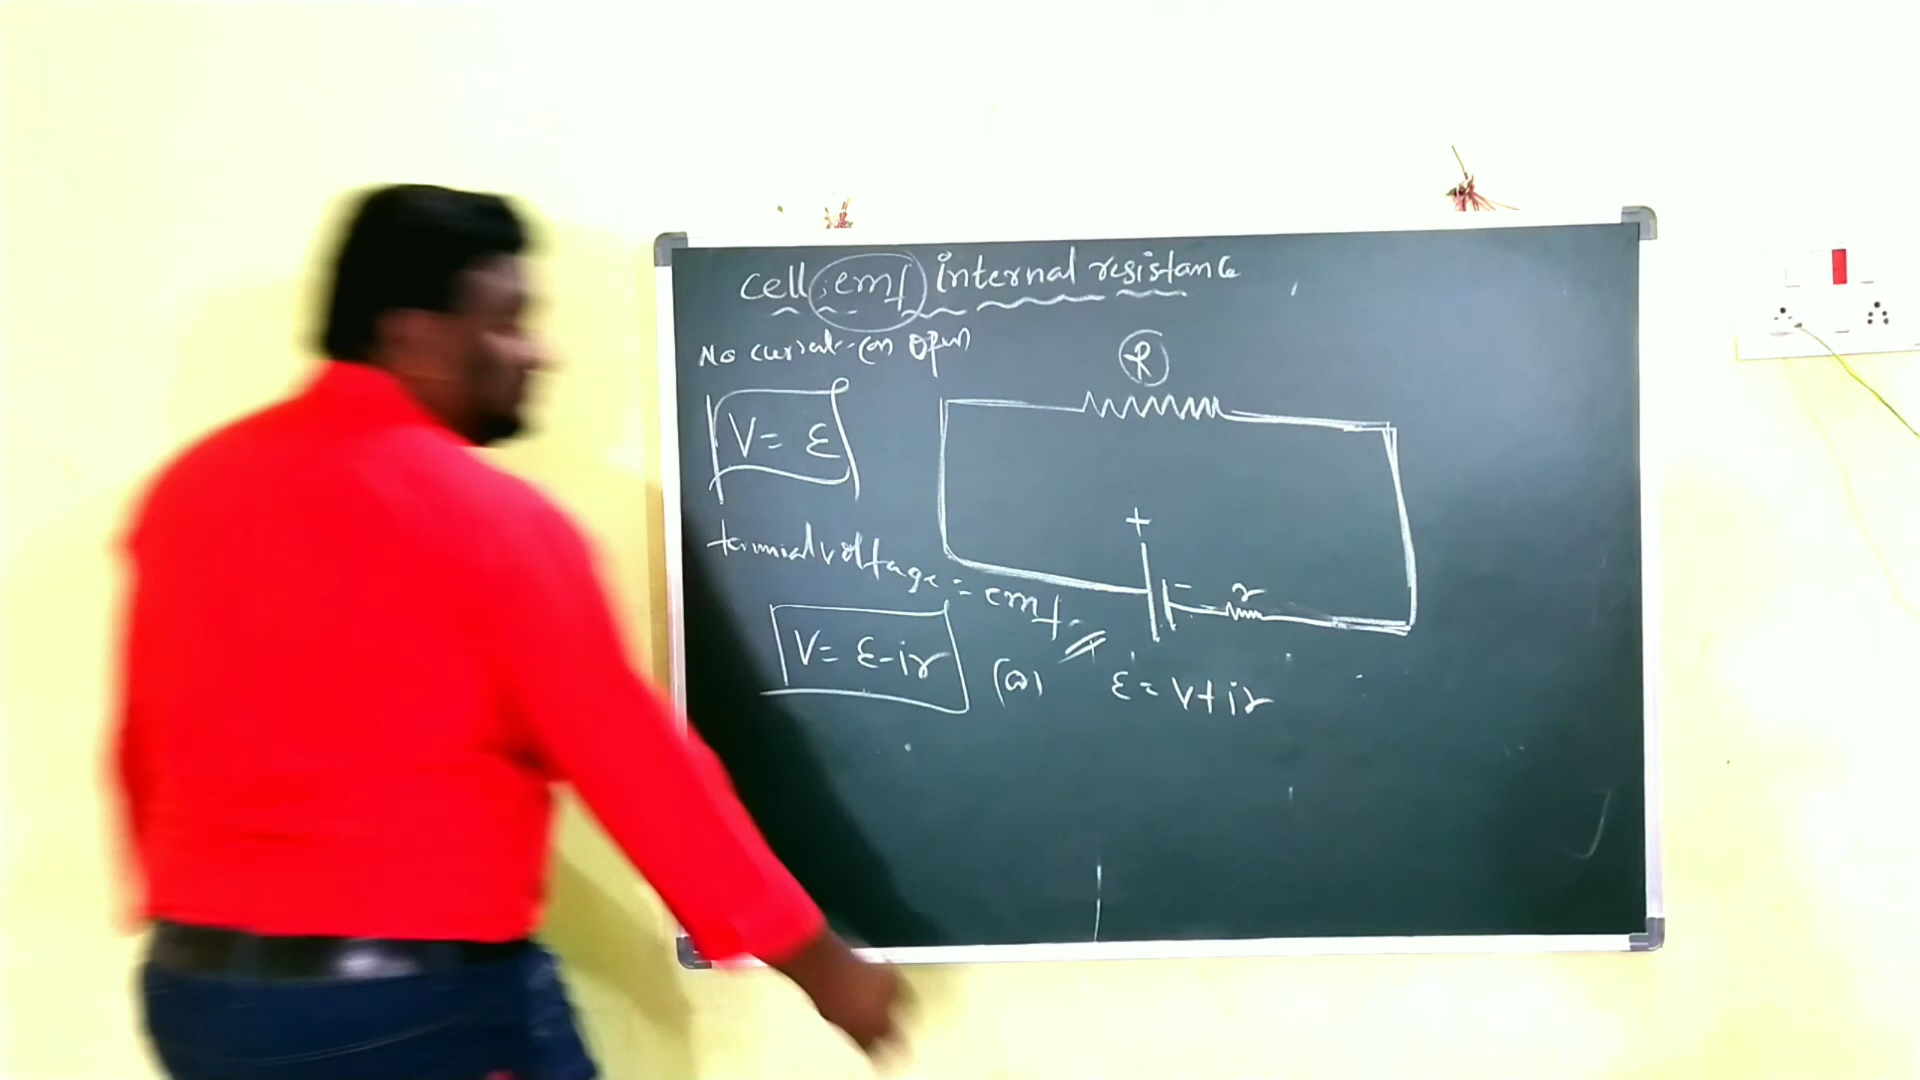 cell; emf internal resistance
No current-(on open
R
V= ε
+
-
r
terminal voltage = emf.
V= ε-ir (or) ε= V+ir